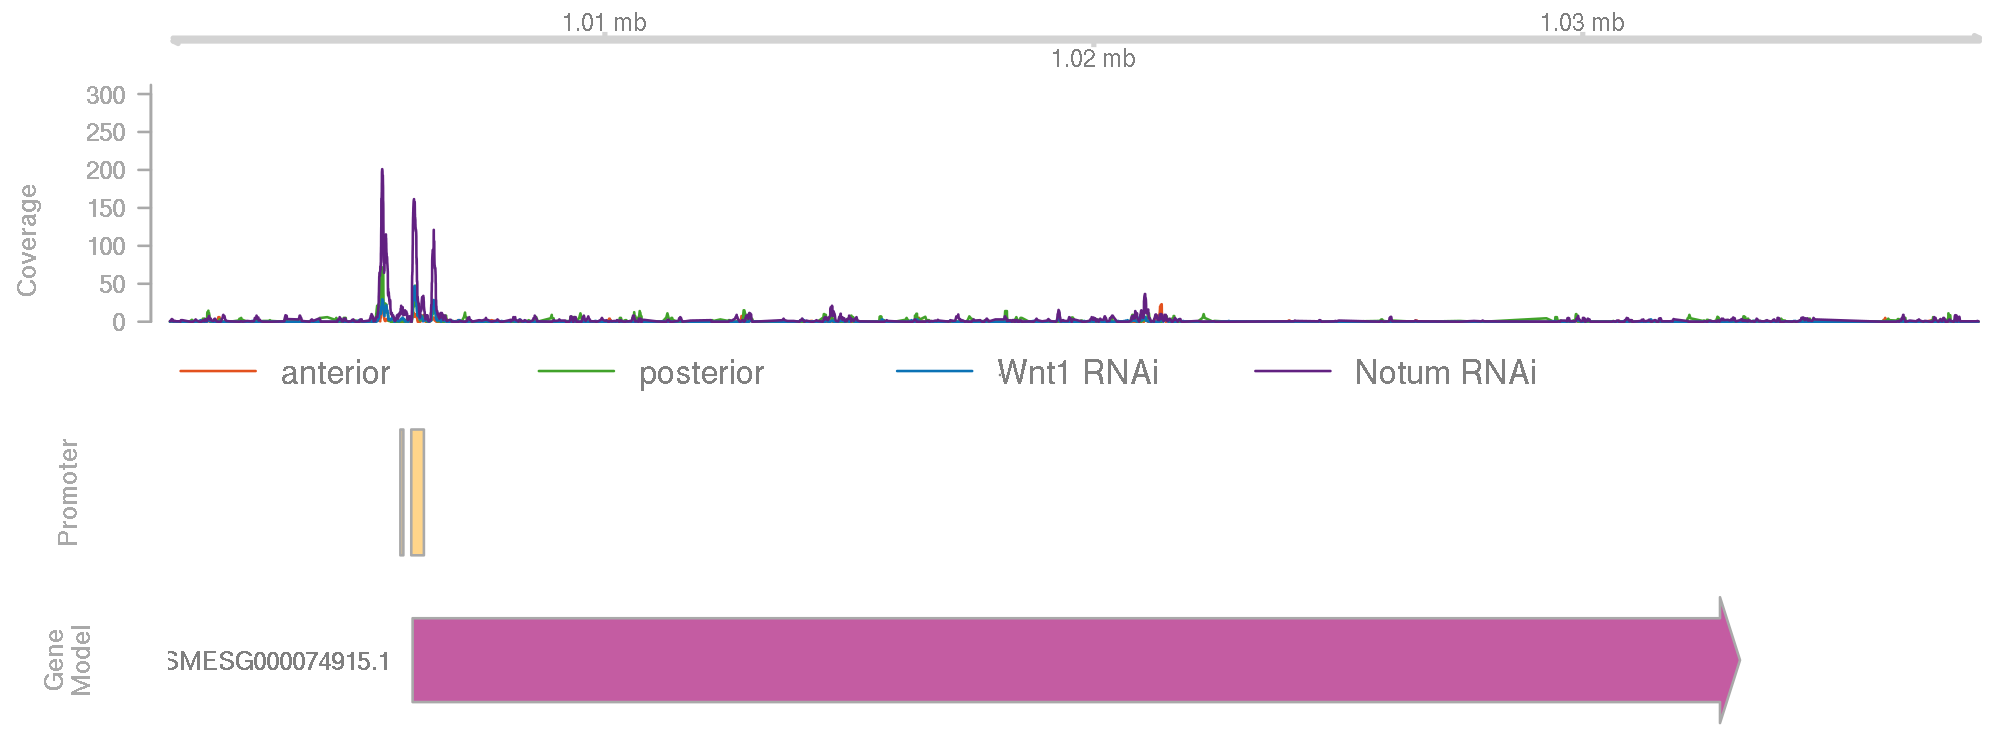 1.01 mb
1.03 mb
1.02 mb
300
250
200
150
100
50
0
Coverage
anterior
posterior
Wnt1 RNAi
Notum RNAi
Promoter
Gene
Model
SMESG000074915.1